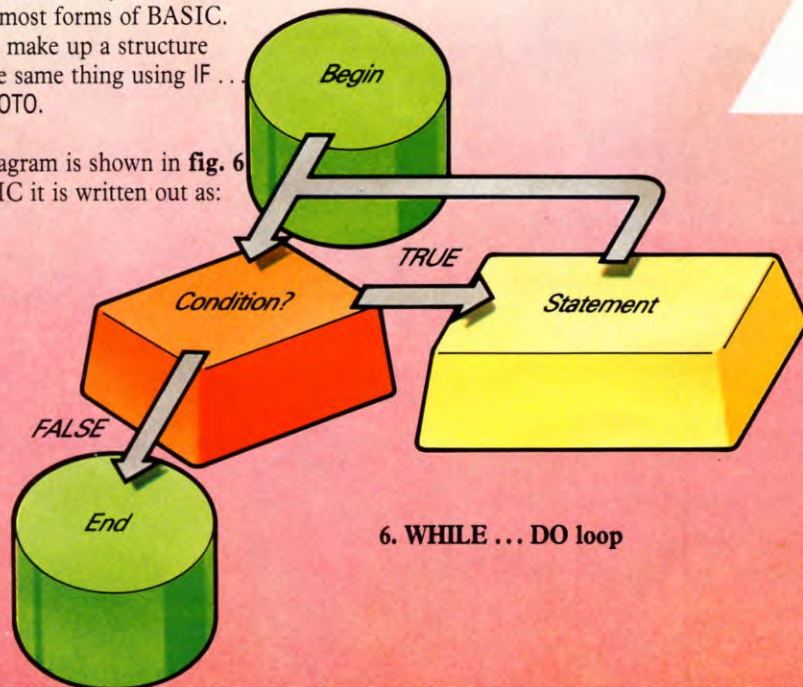 most forms of BASIC.
make up a structure
same thing using IF ...
OTO.
agram is shown in fig. 6
IC it is written out as:
Begin
TRUE
Condition?
Statement
FALSE
End
6. WHILE ... DO loop